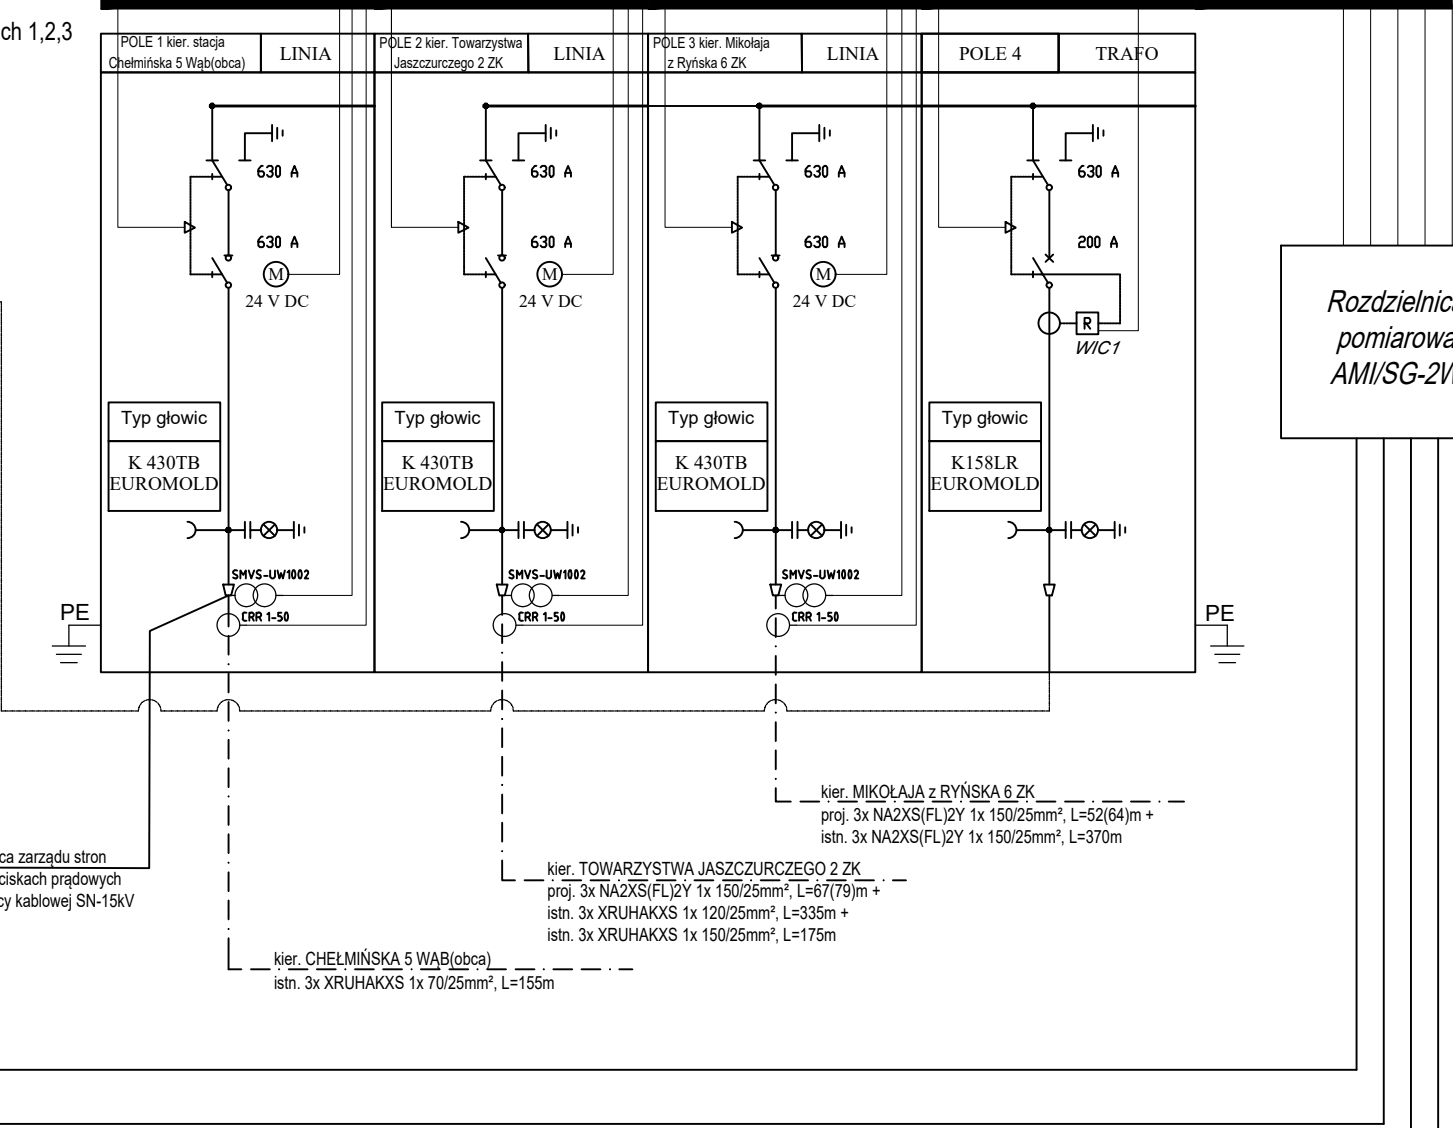 ch 1,2,3
POLE 1 kier. stacja
Chełmińska 5 Wąb(obca)
LINIA
POLE 2 kier. Towarzystwa
Jaszczurczego 2 ZK
LINIA
POLE 3 kier. Mikołaja
z Ryńska 6 ZK
LINIA
POLE 4
TRAFO
630 A
630 A
630 A
630 A
630 A
630 A
630 A
200 A
M
M
M
24 V DC
24 V DC
24 V DC
R
WIC1
Rozdzielnica
pomiarowa
AMI/SG-2W
Typ głowic
K 430TB
EUROMOLD
Typ głowic
K 430TB
EUROMOLD
Typ głowic
K 430TB
EUROMOLD
Typ głowic
K158LR
EUROMOLD
SMVS-UW1002
SMVS-UW1002
SMVS-UW1002
CRR 1-50
CRR 1-50
CRR 1-50
PE
PE
kier. MIKOŁAJA z RYŃSKA 6 ZK
proj. 3x NA2XS(FL)2Y 1x 150/25mm², L=52(64)m +
istn. 3x NA2XS(FL)2Y 1x 150/25mm², L=370m
ca zarządu stron
ciskach prądowych
cy kablowej SN-15kV
kier. TOWARZYSTWA JASZCZURCZEGO 2 ZK
proj. 3x NA2XS(FL)2Y 1x 150/25mm², L=67(79)m +
istn. 3x XRUHAKXS 1x 120/25mm², L=335m +
istn. 3x XRUHAKXS 1x 150/25mm², L=175m
kier. CHEŁMIŃSKA 5 WĄB(obca)
istn. 3x XRUHAKXS 1x 70/25mm², L=155m